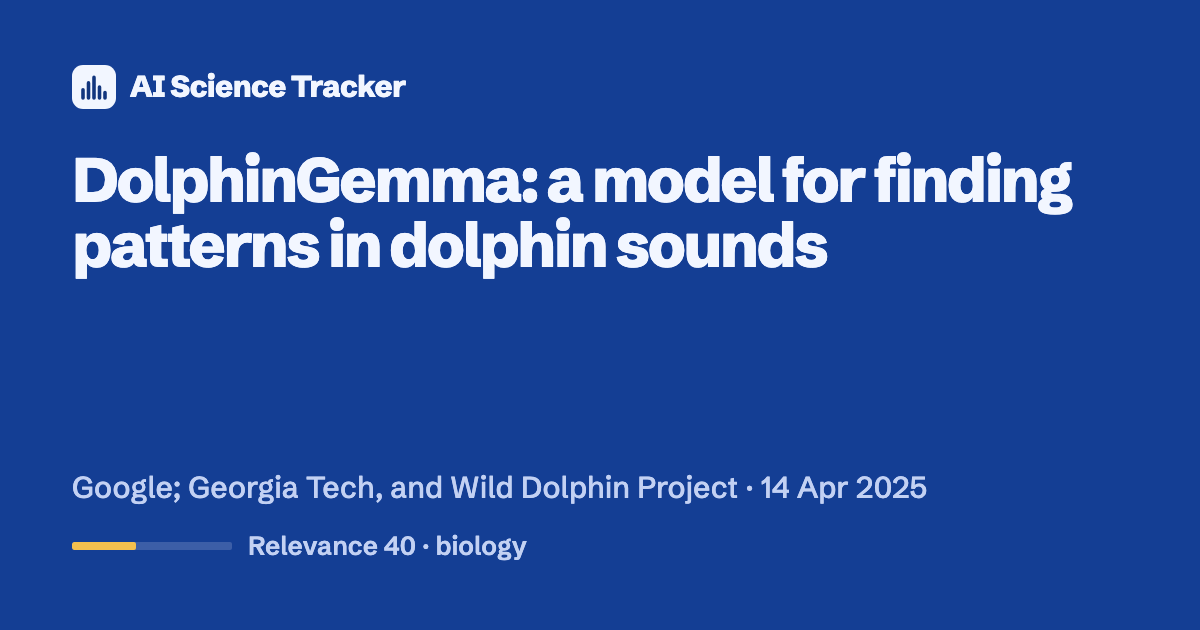 AI Science Tracker
DolphinGemma: a model for finding
patterns in dolphin sounds
Google; Georgia Tech, and Wild Dolphin Project · 14 Apr 2025
Relevance 40 · biology